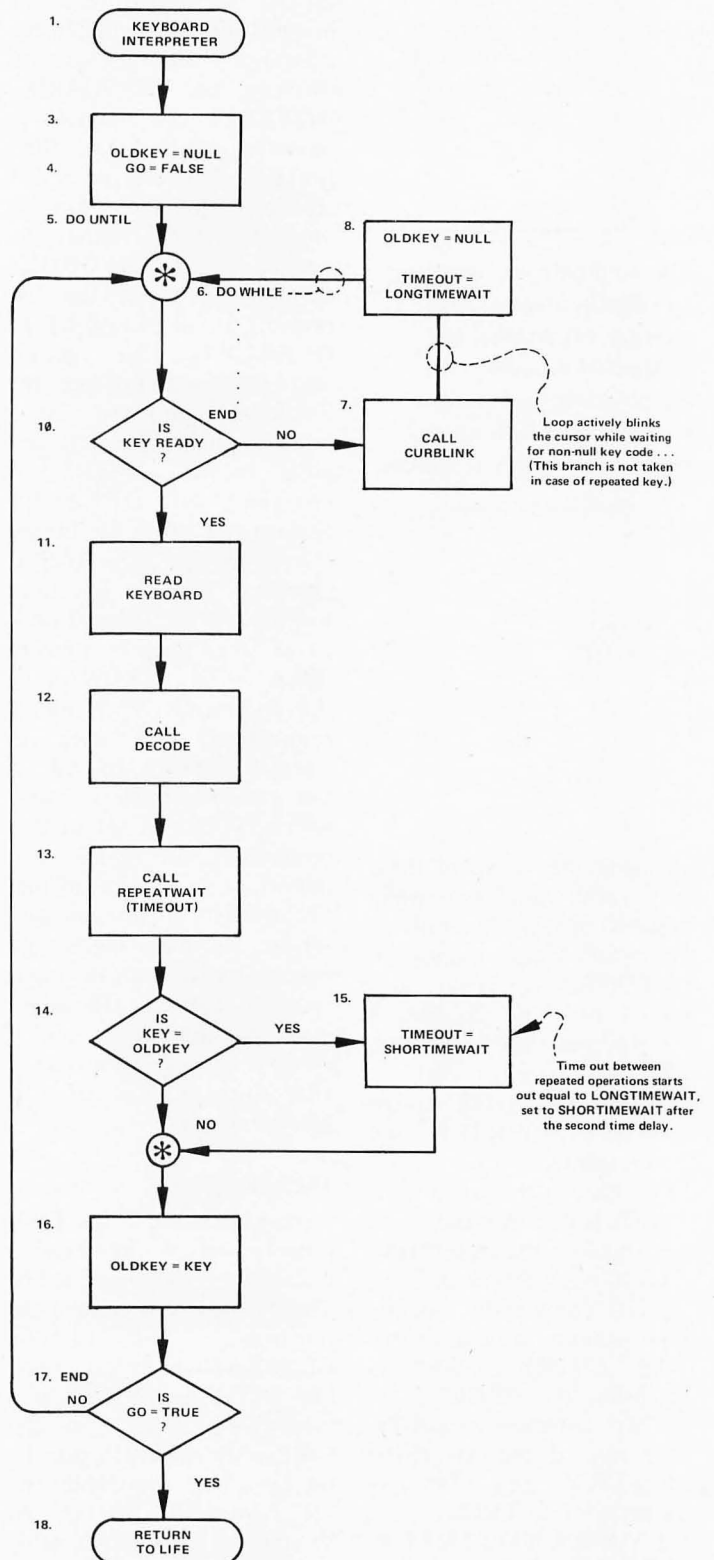 1.
KEYBOARD
INTERPRETER
3.
4.
OLDKEY = NULL
GO = FALSE
5. DO UNTIL
*
6. DO WHILE
8.
OLDKEY = NULL
TIMEOUT =
LONGTIMEWAIT
10.
IS
KEY READY
?
END
NO
YES
7.
CALL
CURBLINK
Loop actively blinks
the cursor while waiting
for non-null key code . . .
(This branch is not taken
in case of repeated key.)
11.
READ
KEYBOARD
12.
CALL
DECODE
13.
CALL
REPEATWAIT
(TIMEOUT)
14.
IS
KEY =
OLDKEY
?
YES
NO
15.
TIMEOUT =
SHORTIMEWAIT
Time out between
repeated operations starts
out equal to LONGTIMEWAIT,
set to SHORTIMEWAIT after
the second time delay.
*
16.
OLDKEY = KEY
17. END
NO
IS
GO = TRUE
?
YES
18.
RETURN
TO LIFE